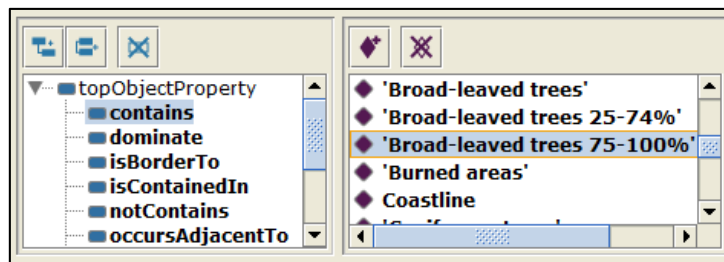 topObjectProperty
contains
dominate
isBorderTo
isContainedIn
notContains
occursAdjacentTo
'Broad-leaved trees'
'Broad-leaved trees 25-74%'
'Broad-leaved trees 75-100%'
'Burned areas'
Coastline